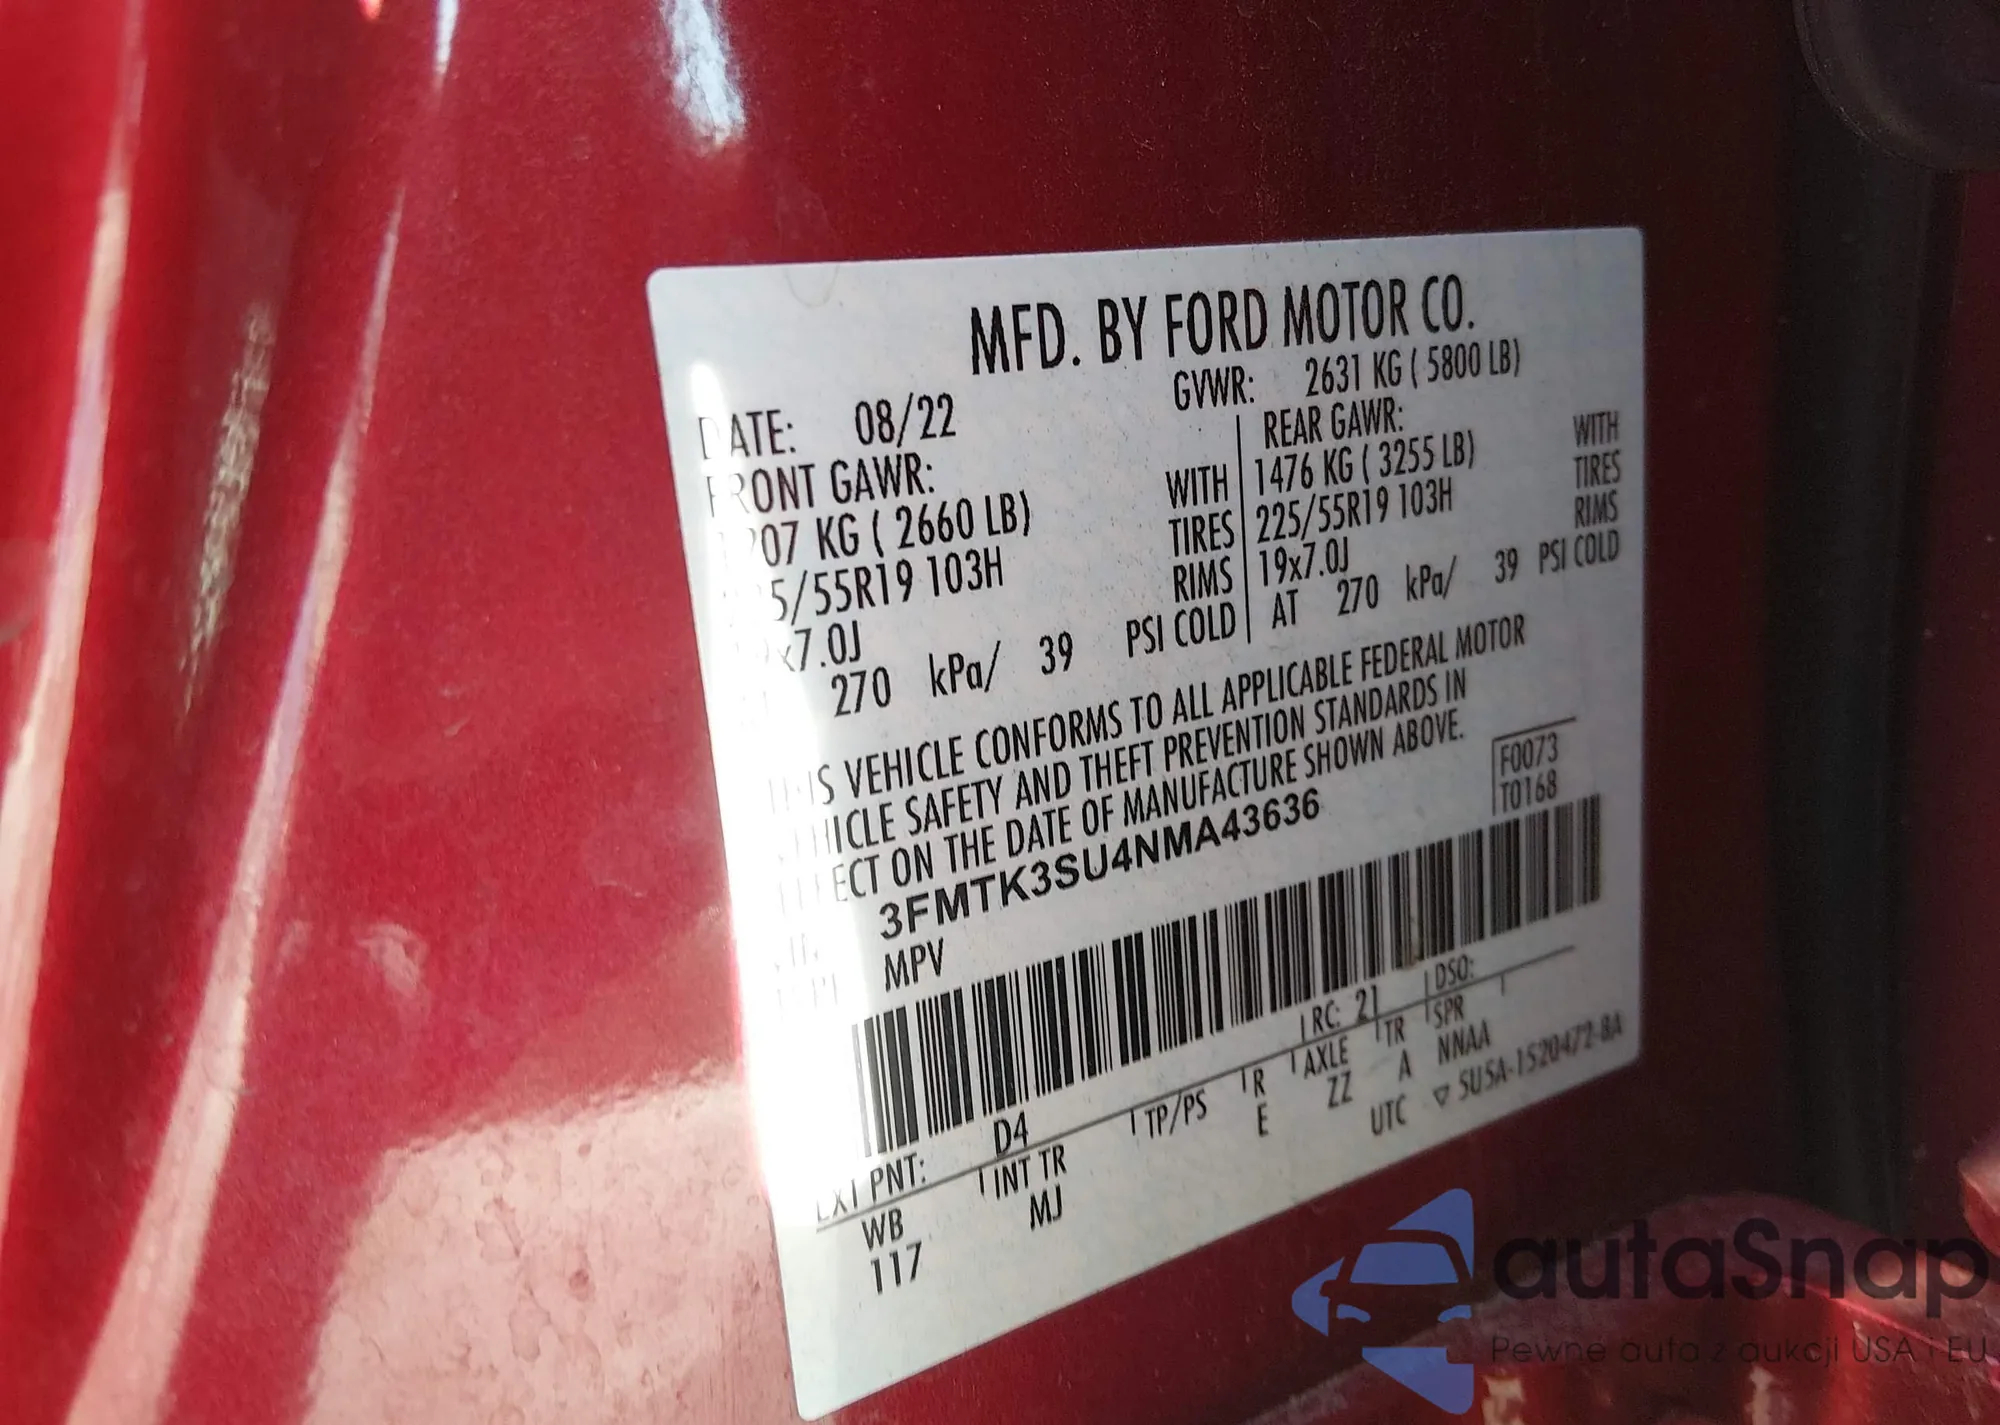 MFD. BY FORD MOTOR CO.
DATE: 08/22 GVWR: 2631 KG ( 5800 LB)
FRONT GAWR: REAR GAWR:
207 KG ( 2660 LB) WITH 1476 KG ( 3255 LB) WITH
5/55R19 103H TIRES 225/55R19 103H TIRES
x7.0J RIMS 19x7.0J RIMS
270 kPa/ 39 PSI COLD AT 270 kPa/ 39 PSI COLD
THIS VEHICLE CONFORMS TO ALL APPLICABLE FEDERAL MOTOR
VEHICLE SAFETY AND THEFT PREVENTION STANDARDS IN
EFFECT ON THE DATE OF MANUFACTURE SHOWN ABOVE.
F0073
T0168
3FMTK3SU4NMA43636
MPV
EXT PNT: D4 RC: 21 DSO:
WB INT TR TP/PS R AXLE TR SPR
117 MJ E ZZ A NNAA
UTC ▽ SU5A-1520472-BA
autaSnap
Pewne auta z aukcji USA i EU